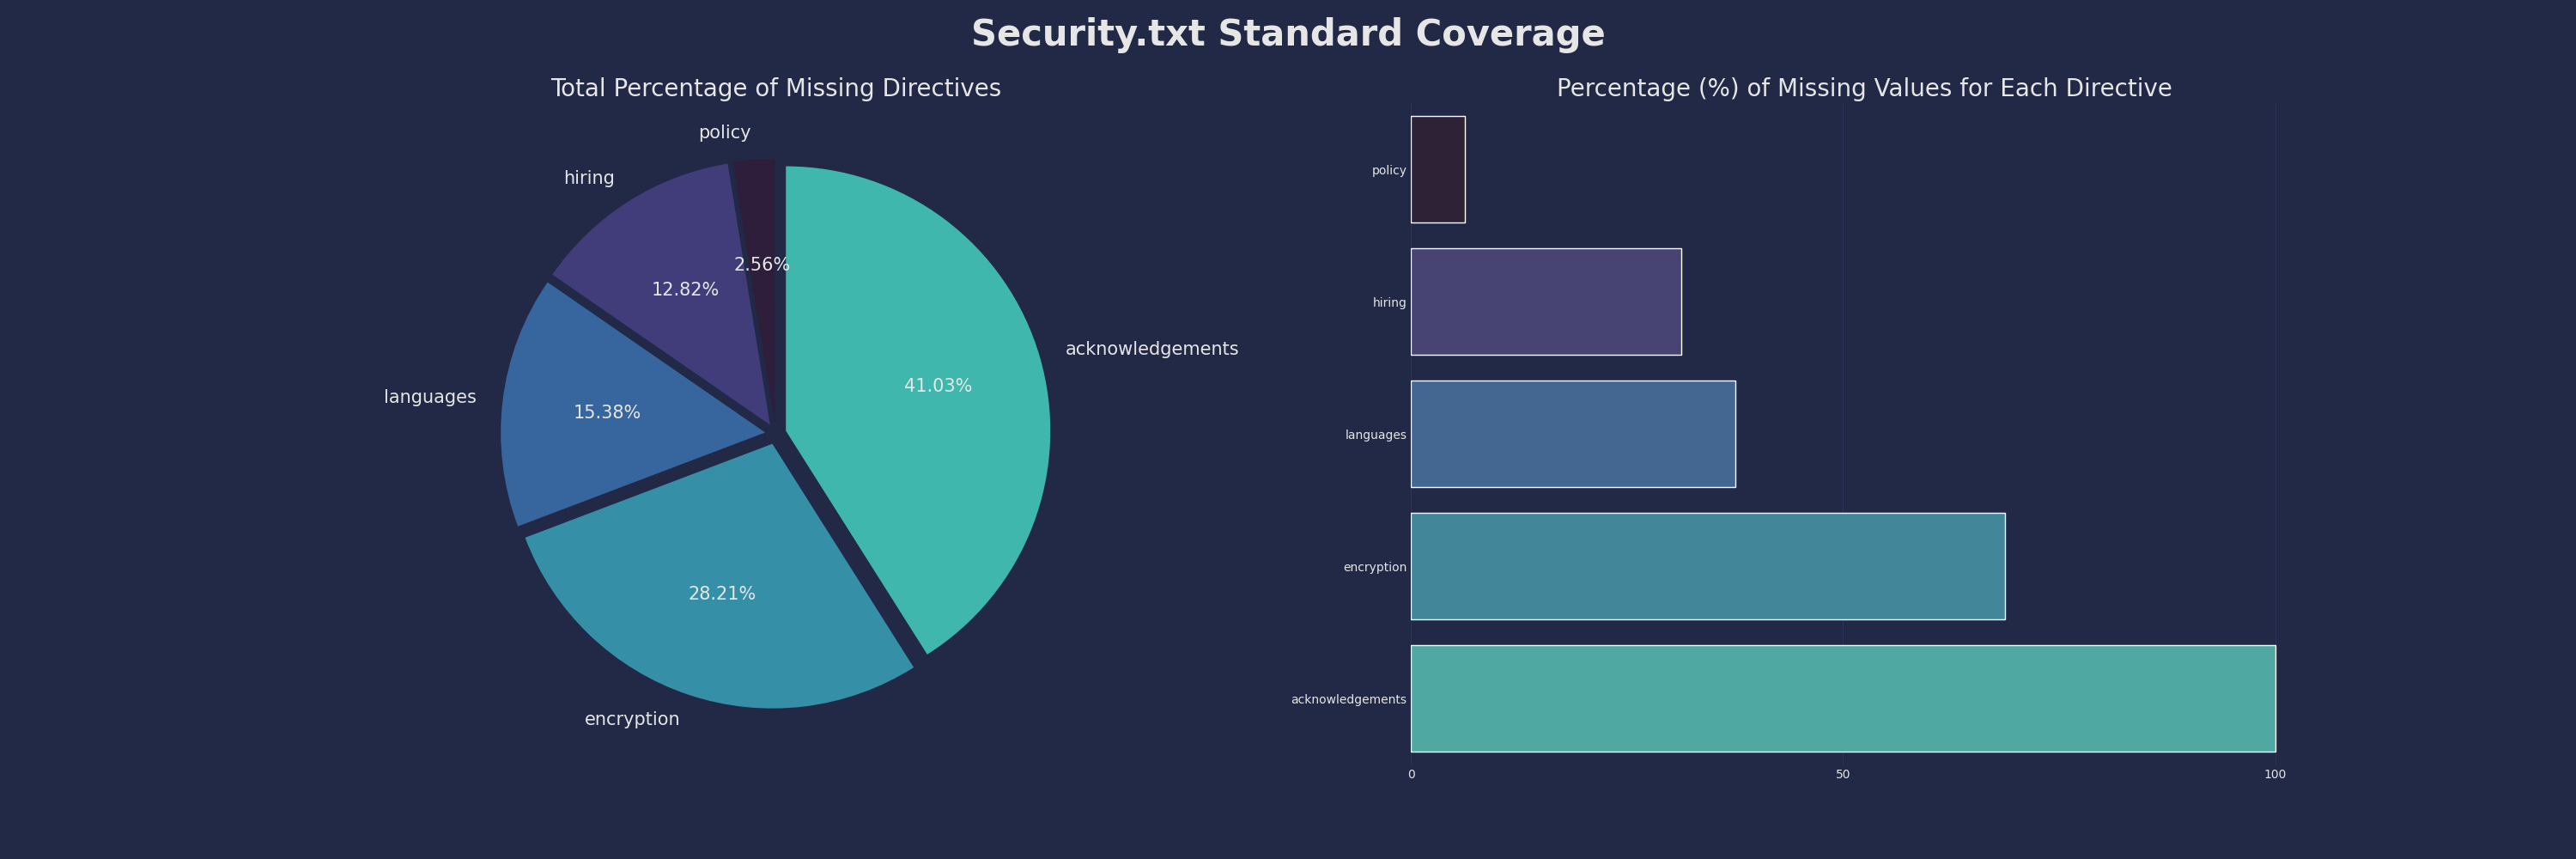 Security.txt Standard Coverage
Total Percentage of Missing Directives
policy
hiring
2.56%
12.82%
acknowledgements
41.03%
languages
15.38%
28.21%
encryption
Percentage (%) of Missing Values for Each Directive
policy
hiring
languages
encryption
acknowledgements
0 50 100